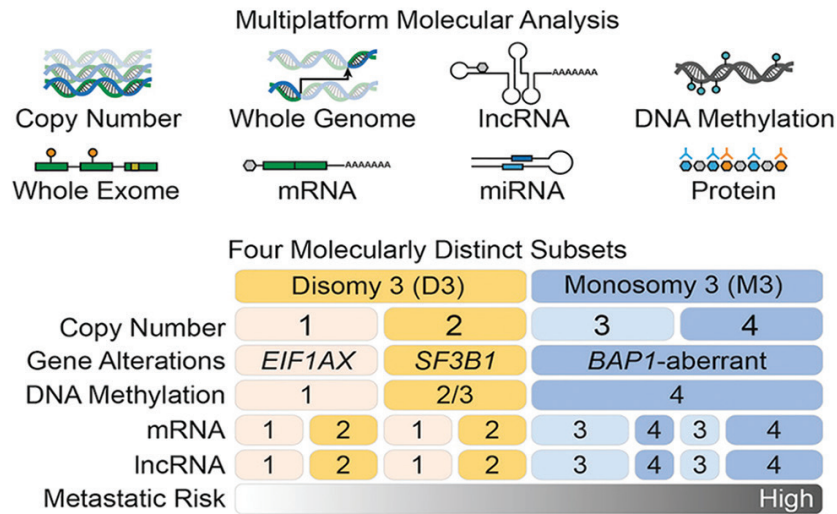 Multiplatform Molecular Analysis
AAAAAAA
Copy Number Whole Genome lncRNA DNA Methylation
AAAAAAA
Whole Exome mRNA miRNA Protein
Four Molecularly Distinct Subsets
Disomy 3 (D3) Monosomy 3 (M3)
Copy Number 1 2 3 4
Gene Alterations EIF1AX SF3B1 BAP1-aberrant
DNA Methylation 1 2/3 4
mRNA 1 2 1 2 3 4 3 4
lncRNA 1 2 1 2 3 4 3 4
Metastatic Risk High